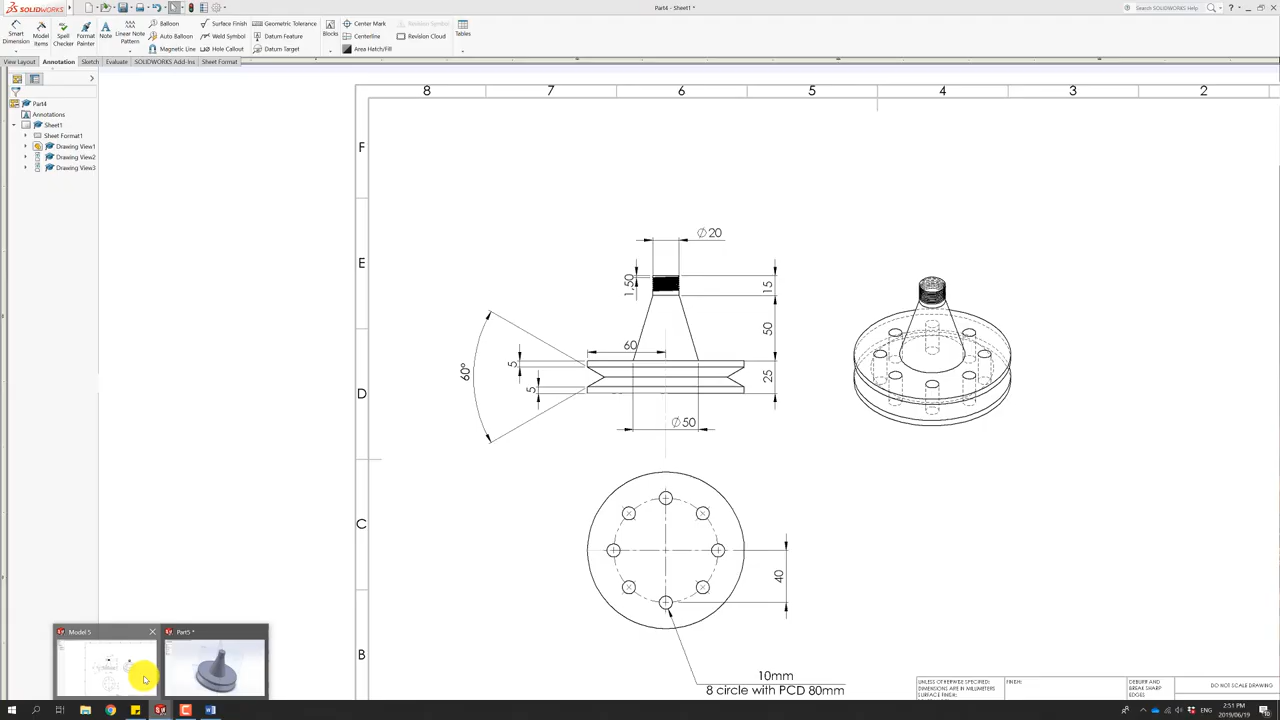 SOLIDWORKS
Part4 - Sheet1 *
SOLIDWORKS Help
Smart Dimension
Model Items
Spell Checker
Format Painter
Note
Linear Note Pattern
Balloon
Auto Balloon
Magnetic Line
Surface Finish
Weld Symbol
Hole Callout
Geometric Tolerance
Datum Feature
Datum Target
Blocks
Center Mark
Centerline
Area Hatch/Fill
Revision Symbol
Revision Cloud
Tables
View Layout Annotation Sketch Evaluate SOLIDWORKS Add-Ins Sheet Format
Part4
Annotations
Sheet1
Sheet Format1
Drawing View1
Drawing View2
Drawing View3
8 7 6 5 4 3 2
F
E
D
C
B
∅20
1,50
15
50
60
60°
5
5
25
∅50
40
10mm
8 circle with PCD 80mm
UNLESS OTHERWISE SPECIFIED:
DIMENSIONS ARE IN MILLIMETERS
SURFACE FINISH:
FINISH:
DEBURR AND
BREAK SHARP
EDGES
DO NOT SCALE DRAWING
Model 5
Part5 *
ENG
2:51 PM
2019/06/19